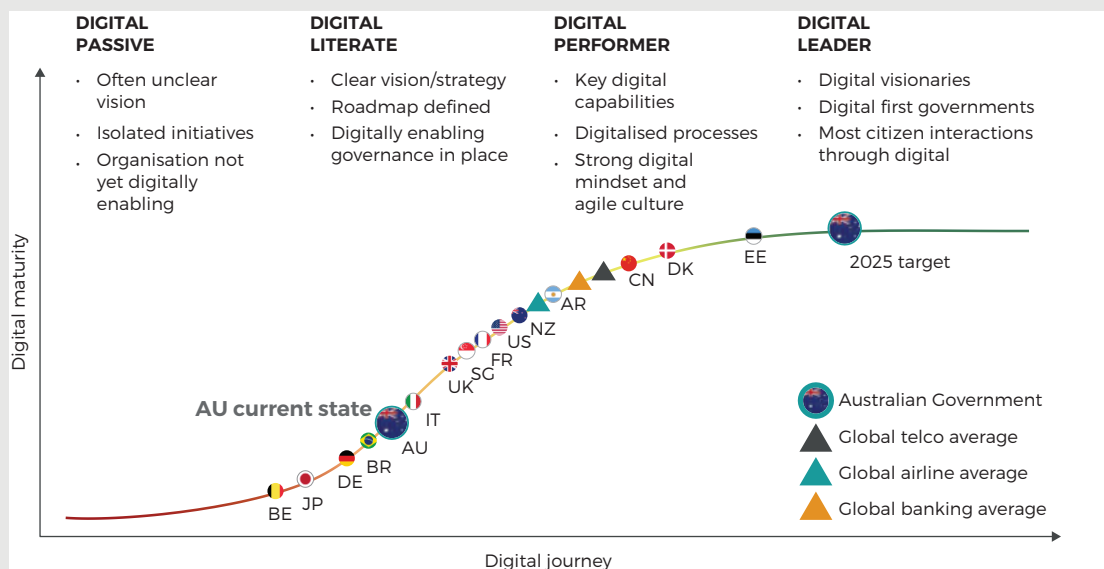 DIGITAL
PASSIVE
• Often unclear
vision
• Isolated initiatives
• Organisation not
yet digitally
enabling
DIGITAL
LITERATE
• Clear vision/strategy
• Roadmap defined
• Digitally enabling
governance in place
DIGITAL
PERFORMER
• Key digital
capabilities
• Digitalised processes
• Strong digital
mindset and
agile culture
DIGITAL
LEADER
• Digital visionaries
• Digital first governments
• Most citizen interactions
through digital
Digital maturity
BE
JP
DE
BR
AU current state
AU
IT
UK
SG
FR
US
NZ
AR
CN
DK
EE
2025 target
Australian Government
Global telco average
Global airline average
Global banking average
Digital journey